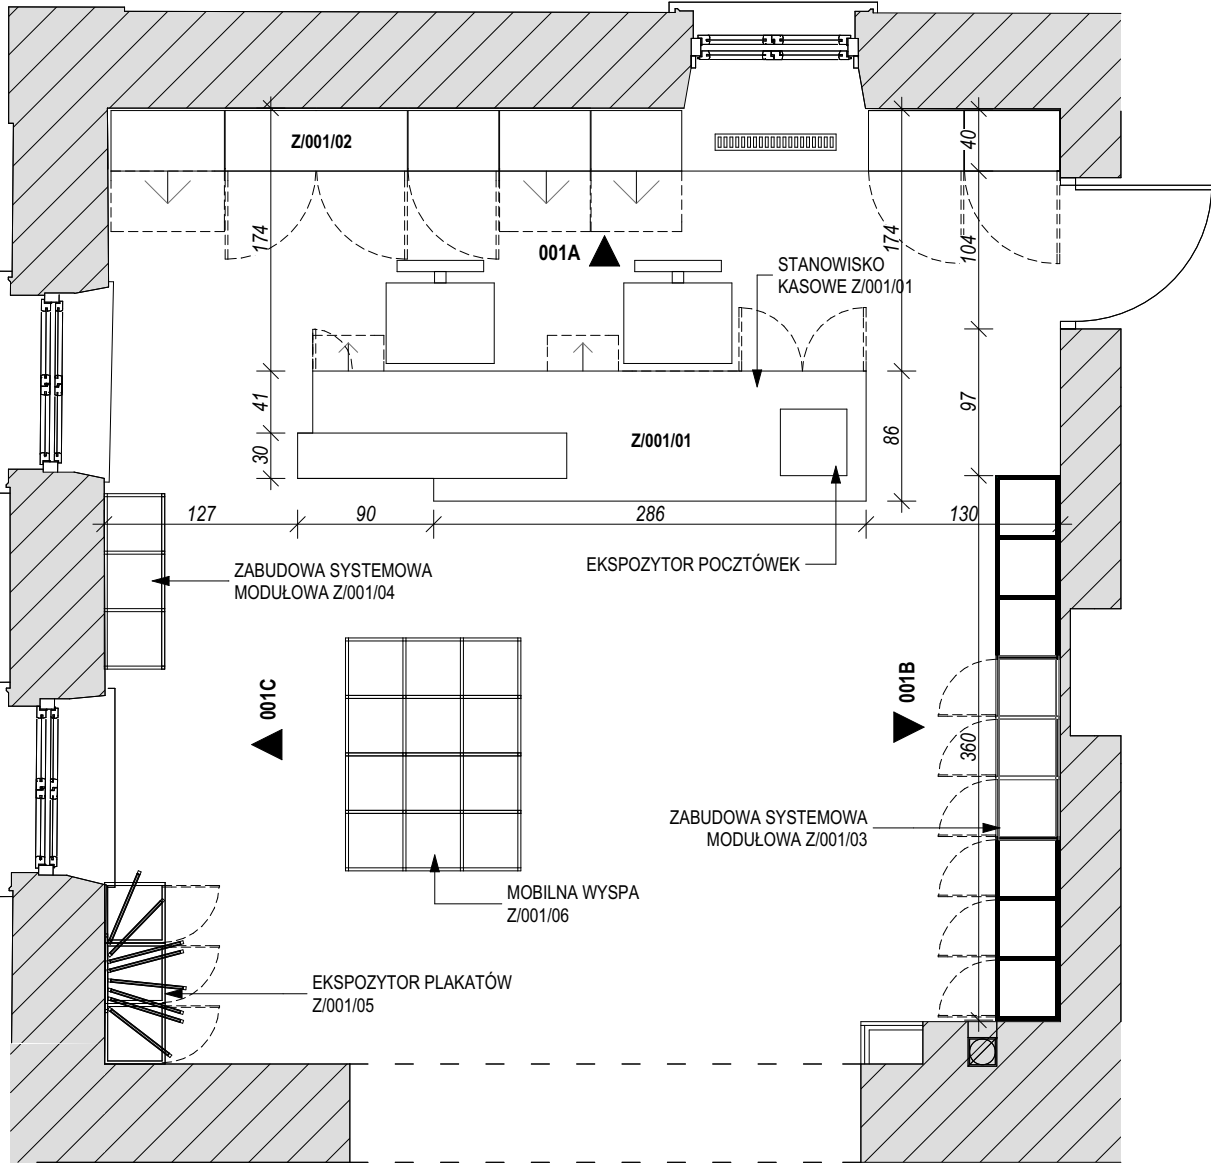 Z/001/02
40
174
174
104
001A
STANOWISKO
KASOWE Z/001/01
41
97
30
Z/001/01
86
127
90
286
130
ZABUDOWA SYSTEMOWA
MODUŁOWA Z/001/04
EKSPOZYTOR POCZTÓWEK
001C
001B
360
ZABUDOWA SYSTEMOWA
MODUŁOWA Z/001/03
MOBILNA WYSPA
Z/001/06
EKSPOZYTOR PLAKATÓW
Z/001/05